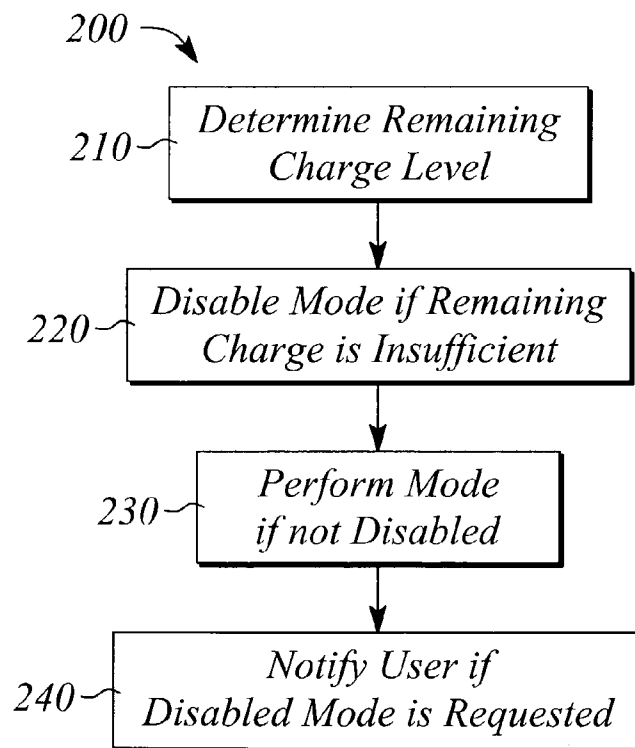 200
210
Determine Remaining
Charge Level
220
Disable Mode if Remaining
Charge is Insufficient
230
Perform Mode
if not Disabled
240
Notify User if
Disabled Mode is Requested